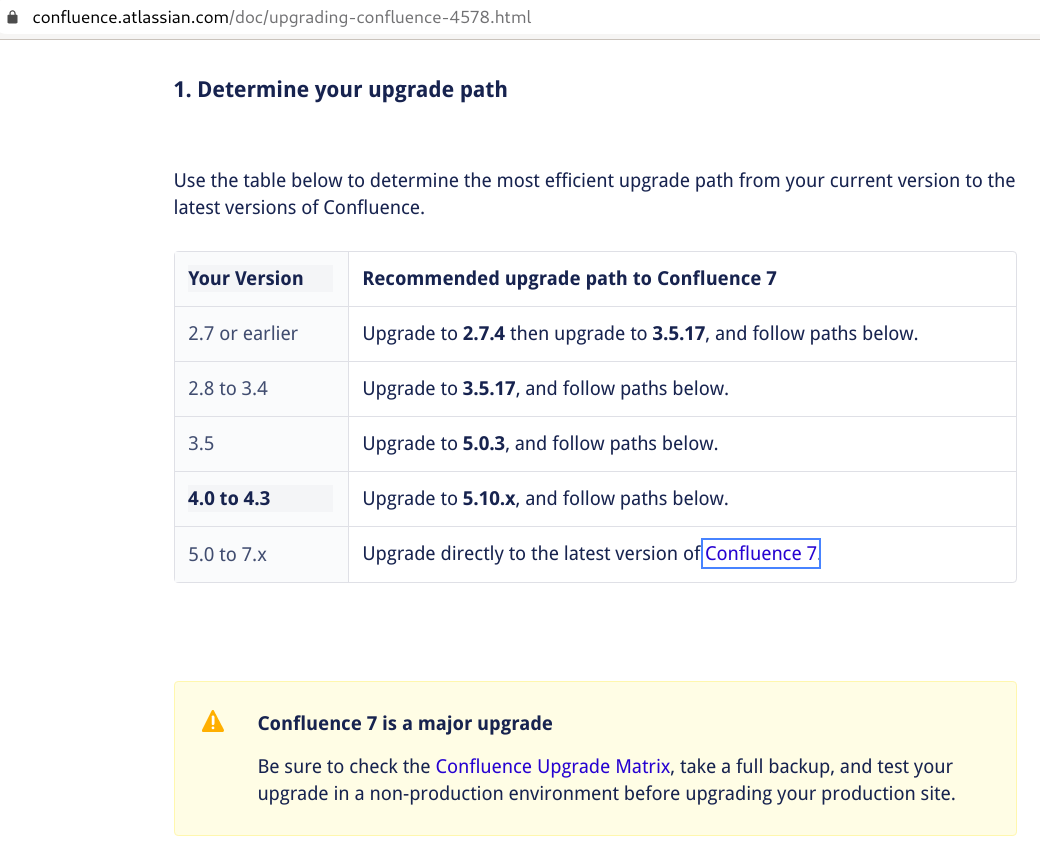 confluence.atlassian.com/doc/upgrading-confluence-4578.html
1. Determine your upgrade path
Use the table below to determine the most efficient upgrade path from your current version to the
latest versions of Confluence.
Your Version Recommended upgrade path to Confluence 7
2.7 or earlier Upgrade to 2.7.4 then upgrade to 3.5.17, and follow paths below.
2.8 to 3.4 Upgrade to 3.5.17, and follow paths below.
3.5 Upgrade to 5.0.3, and follow paths below.
4.0 to 4.3 Upgrade to 5.10.x, and follow paths below.
5.0 to 7.x Upgrade directly to the latest version of Confluence 7.
Confluence 7 is a major upgrade
Be sure to check the Confluence Upgrade Matrix, take a full backup, and test your
upgrade in a non-production environment before upgrading your production site.